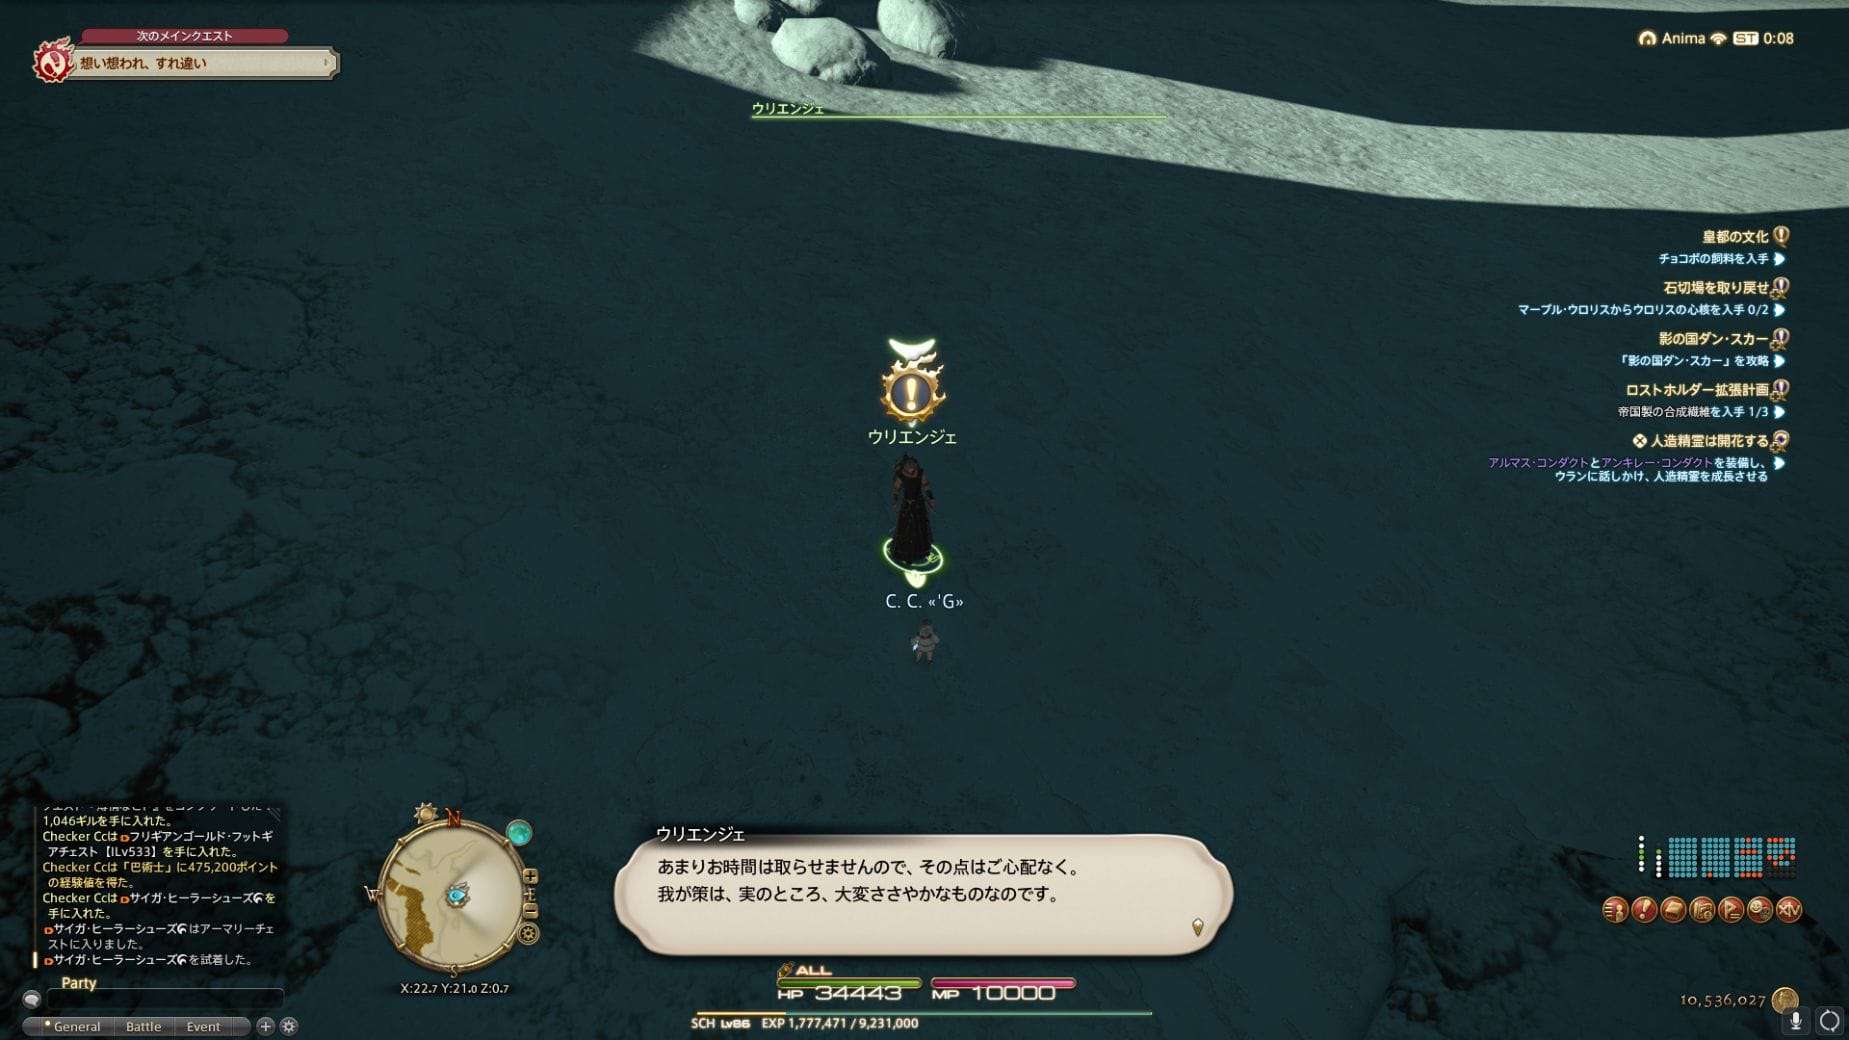 次のメインクエスト
想い想われ、すれ違い
Anima ST 0:08
ウリエンジェ
皇都の文化
チョコボの飼料を入手
石切場を取り戻せ
マーブル・ウロリスからウロリスの心核を入手 0/2
影の国ダン・スカー
「影の国ダン・スカー」を攻略
ロストホルダー拡張計画
帝国製の合成繊維を入手 1/3
人造精霊は開花する
アルマス・コンダクトとアンキレー・コンダクトを装備し、
ウランに話しかけ、人造精霊を成長させる
ウリエンジェ
C. C. «'G»
1,046ギルを手に入れた。
Checker Ccはフリギアンゴールド・フットギ
アチェスト【ILv533】を手に入れた。
Checker Ccは「巴術士」に475,200ポイント
の経験値を得た。
Checker Ccはサイガ・ヒーラーシューズを
手に入れた。
サイガ・ヒーラーシューズはアーマリーチェ
ストに入りました。
サイガ・ヒーラーシューズを試着した。
Party
General Battle Event
N
W
E
S
X:22.7 Y:21.0 Z:0.7
ウリエンジェ
あまりお時間は取らせませんので、その点はご心配なく。
我が策は、実のところ、大変ささやかなものなのです。
ALL
HP 34443 MP 10000
SCH Lv86 EXP 1,777,471 / 9,231,000
XIV
10,536,027